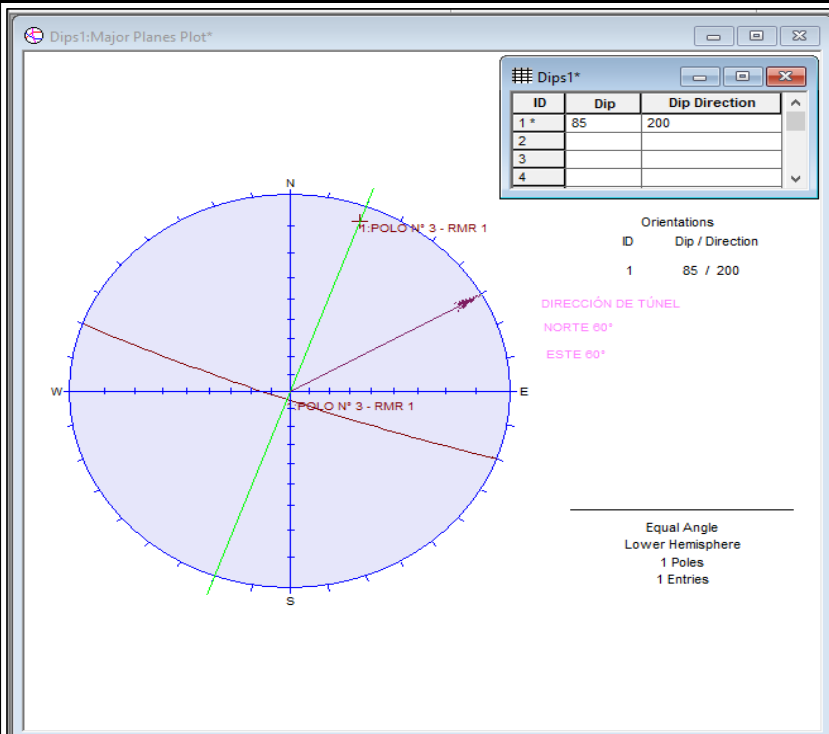 Dips1:Major Planes Plot*
Dips1*
ID Dip Dip Direction
1 * 85 200
2
3
4
N
1:POLO N° 3 - RMR 1
W
E
:POLO N° 3 - RMR 1
S
Orientations
ID Dip / Direction
1 85 / 200
DIRECCIÓN DE TÚNEL
NORTE 60°
ESTE 60°
Equal Angle
Lower Hemisphere
1 Poles
1 Entries